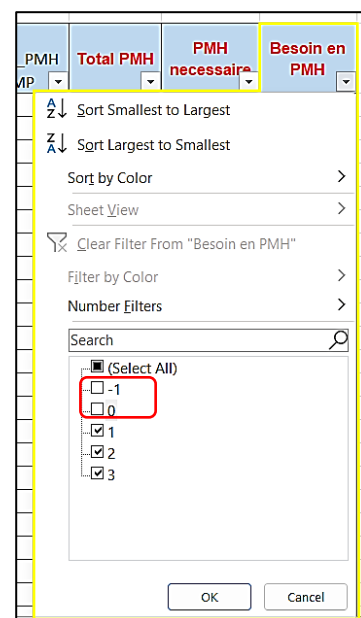 PMH
MP
Total PMH
PMH
necessaire
Besoin en
PMH
Sort Smallest to Largest
Sort Largest to Smallest
Sort by Color
Sheet View
Clear Filter From "Besoin en PMH"
Filter by Color
Number Filters
Search
(Select All)
-1
0
1
2
3
OK
Cancel